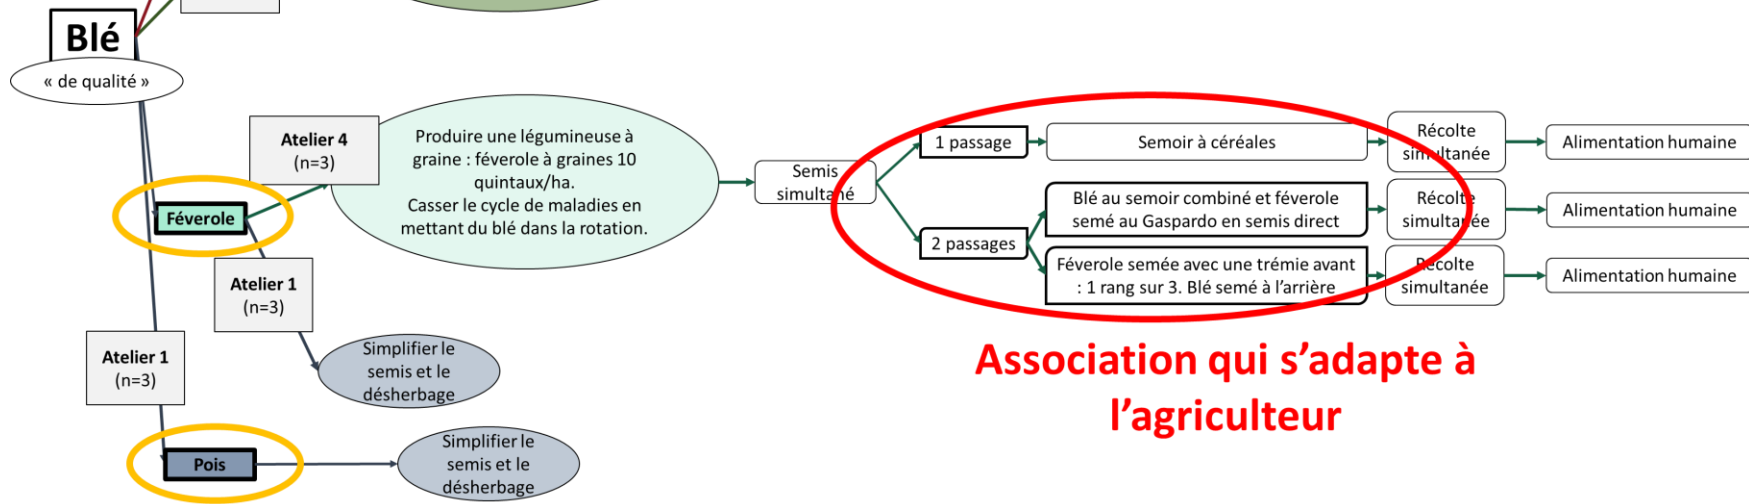 Blé
« de qualité »
Atelier 4
(n=3)
Produire une légumineuse à
graine : féverole à graines 10
quintaux/ha.
Casser le cycle de maladies en
mettant du blé dans la rotation.
Féverole
Semis
simultané
1 passage
Semoir à céréales
Récolte
simultanée
Alimentation humaine
2 passages
Blé au semoir combiné et féverole
semé au Gaspardo en semis direct
Récolte
simultanée
Alimentation humaine
Féverole semée avec une trémie avant
: 1 rang sur 3. Blé semé à l’arrière
Récolte
simultanée
Alimentation humaine
Atelier 1
(n=3)
Simplifier le
semis et le
désherbage
Atelier 1
(n=3)
Pois
Simplifier le
semis et le
désherbage
Association qui s’adapte à
l’agriculteur